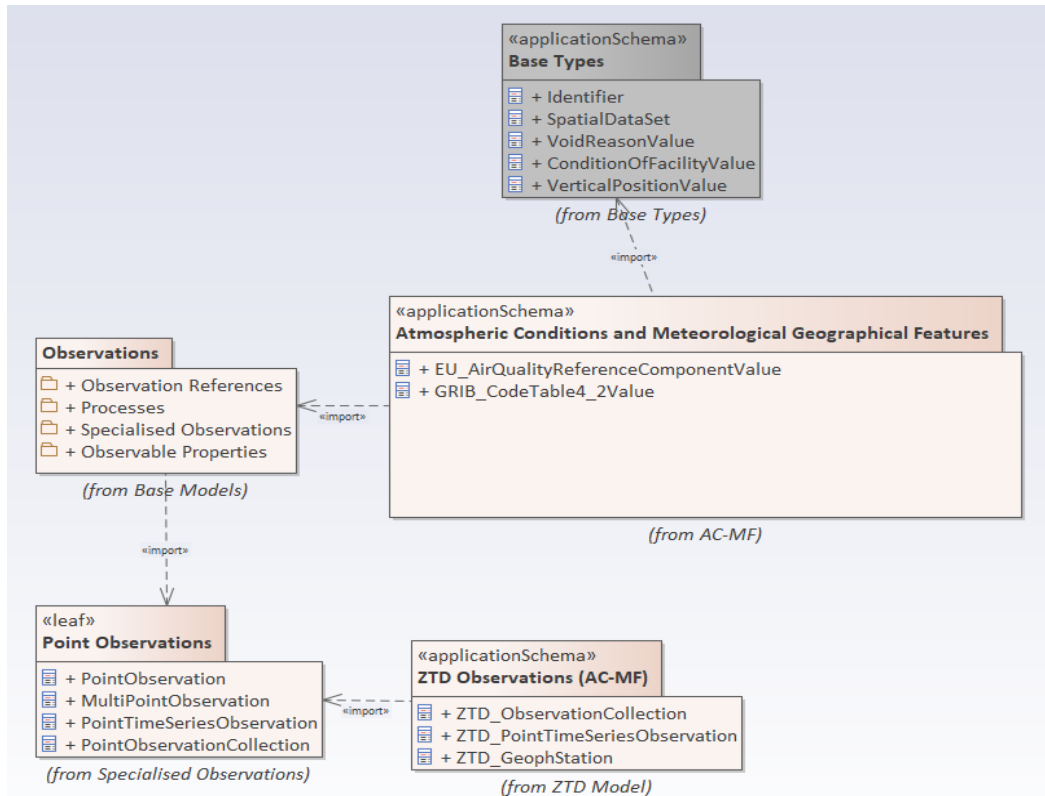 «applicationSchema»
Base Types
+ Identifier
+ SpatialDataSet
+ VoidReasonValue
+ ConditionOfFacilityValue
+ VerticalPositionValue
(from Base Types)
«import»
«applicationSchema»
Atmospheric Conditions and Meteorological Geographical Features
+ EU_AirQualityReferenceComponentValue
+ GRIB_CodeTable4_2Value
(from AC-MF)
«import»
Observations
+ Observation References
+ Processes
+ Specialised Observations
+ Observable Properties
(from Base Models)
«import»
«leaf»
Point Observations
+ PointObservation
+ MultiPointObservation
+ PointTimeSeriesObservation
+ PointObservationCollection
(from Specialised Observations)
«import»
«applicationSchema»
ZTD Observations (AC-MF)
+ ZTD_ObservationCollection
+ ZTD_PointTimeSeriesObservation
+ ZTD_GeophStation
(from ZTD Model)